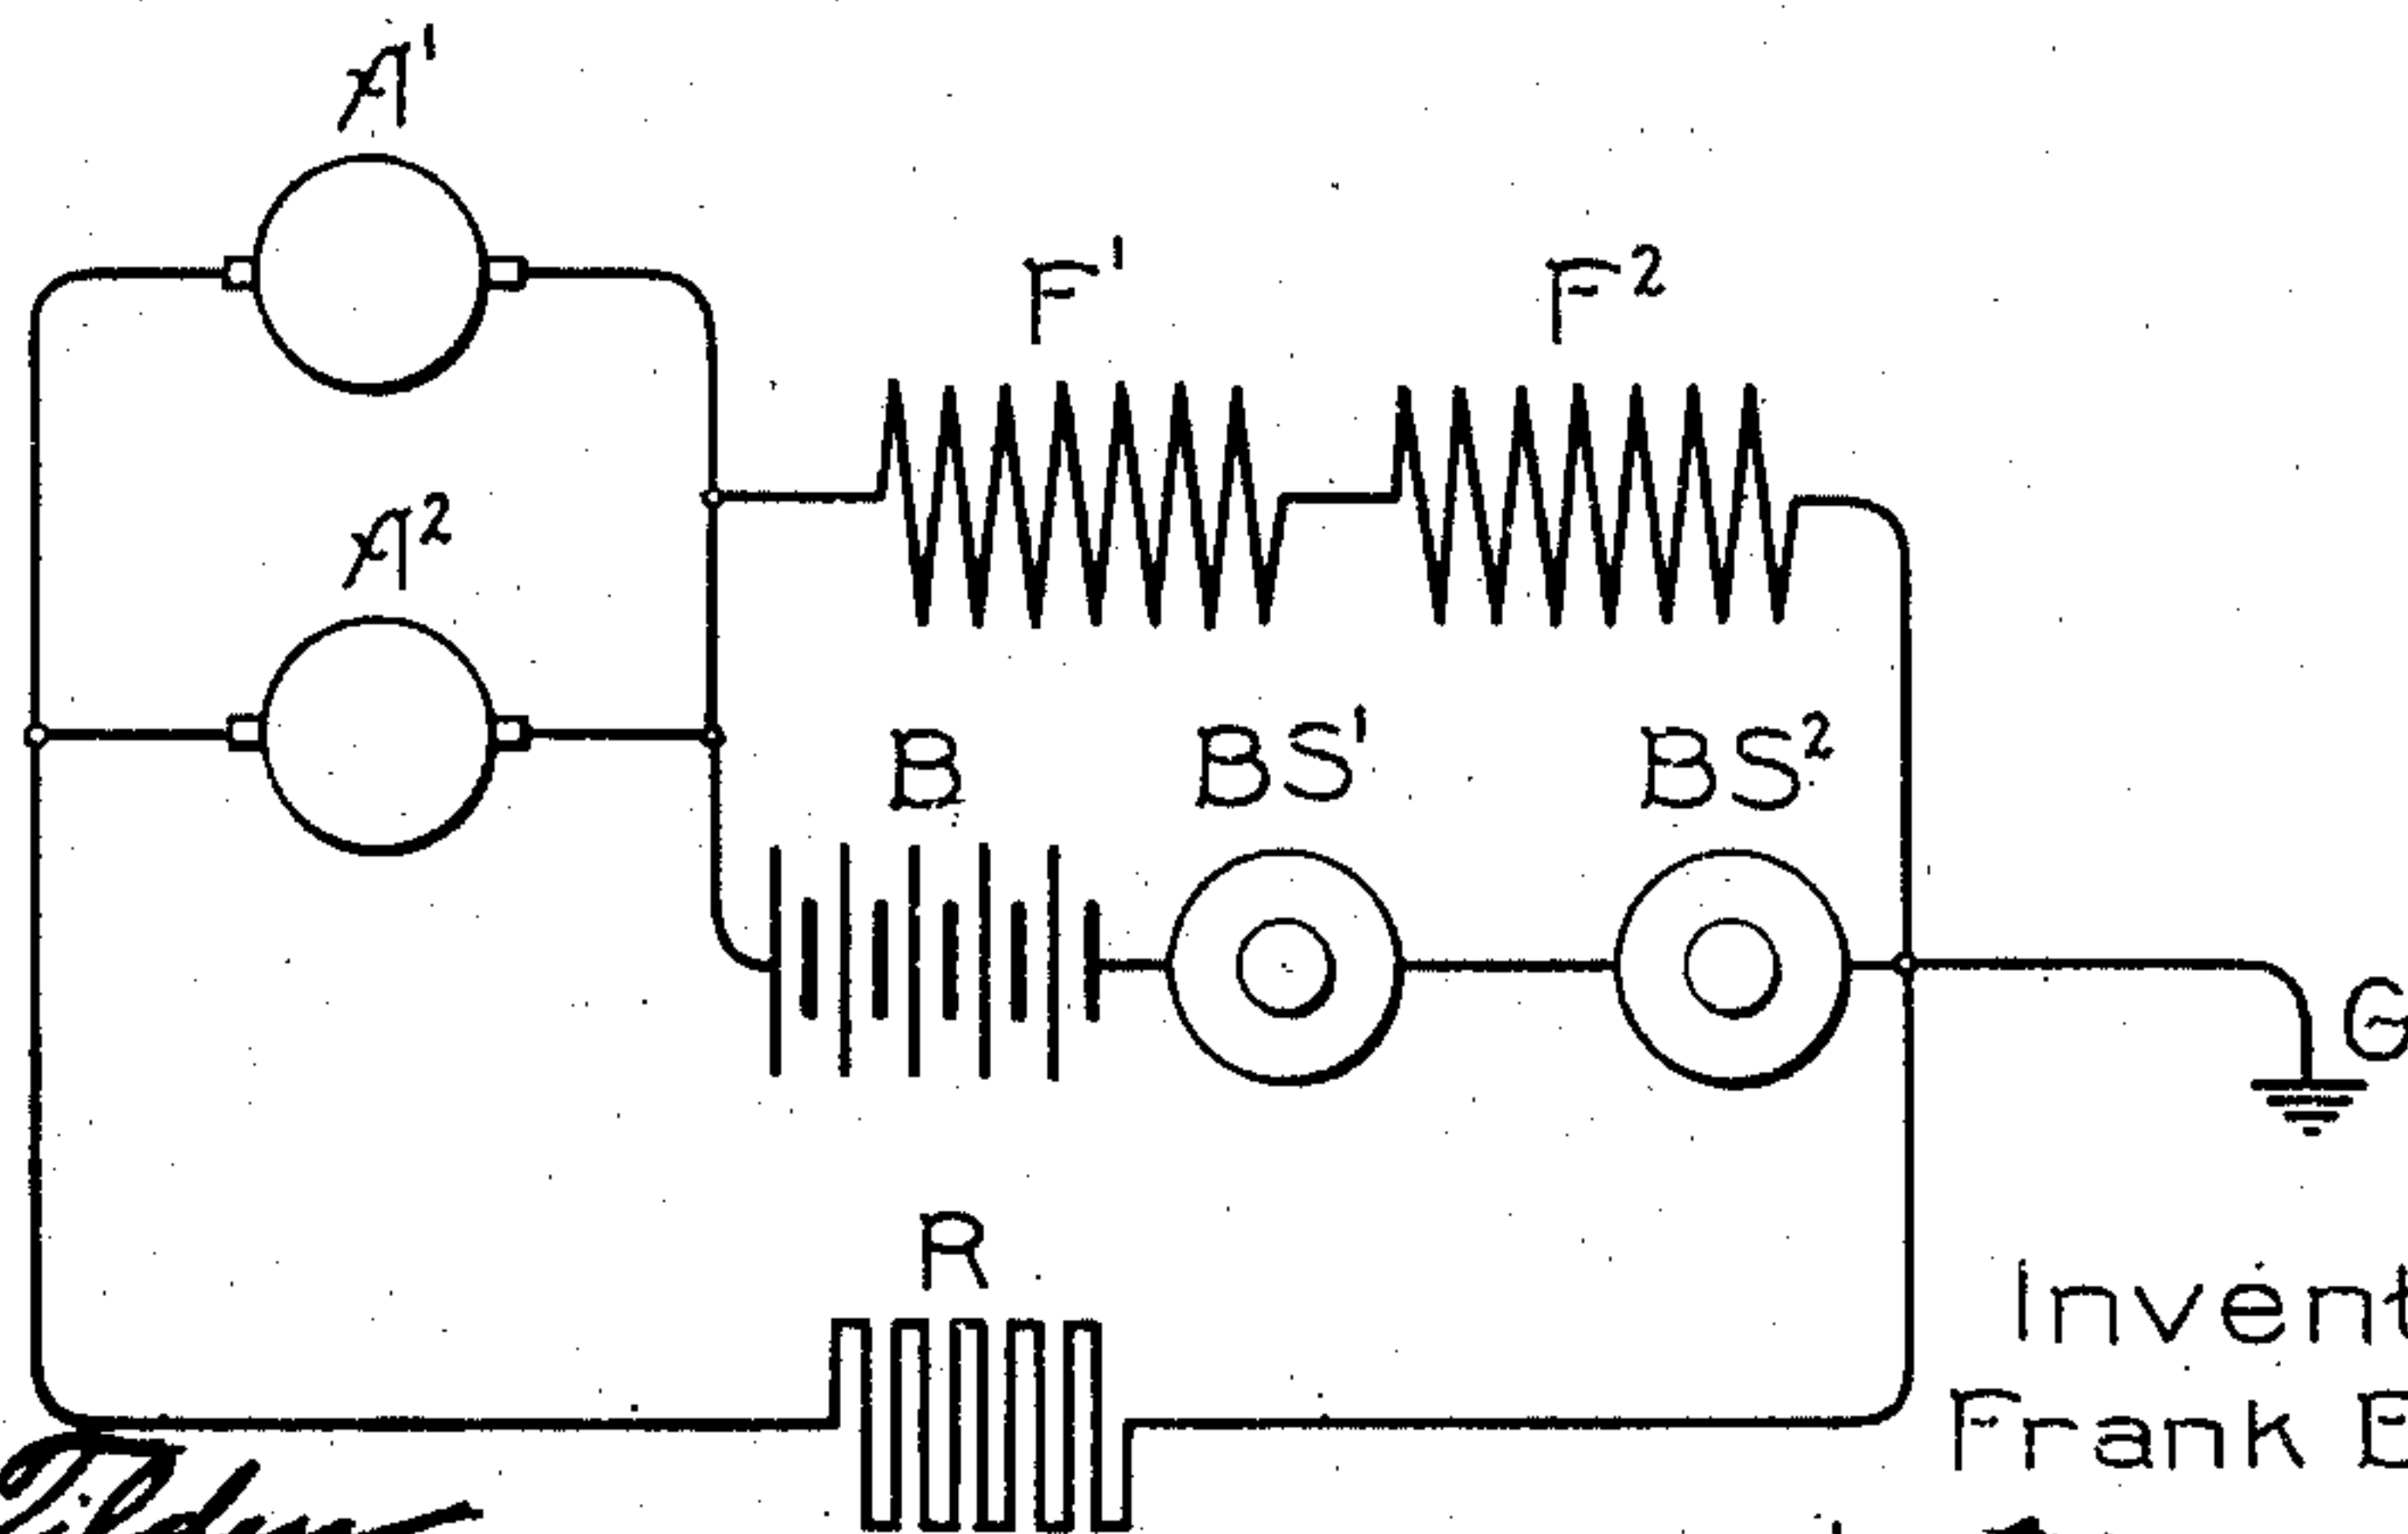 A¹
F¹ F²
A²
B BS¹ BS²
G
R
Invent
Frank